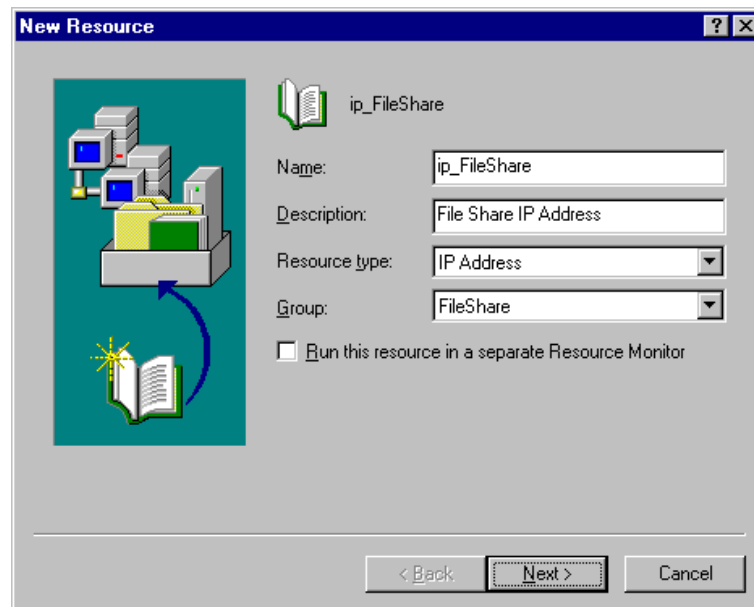 New Resource
ip_FileShare
Name: ip_FileShare
Description: File Share IP Address
Resource type: IP Address
Group: FileShare
Run this resource in a separate Resource Monitor
< Back Next > Cancel